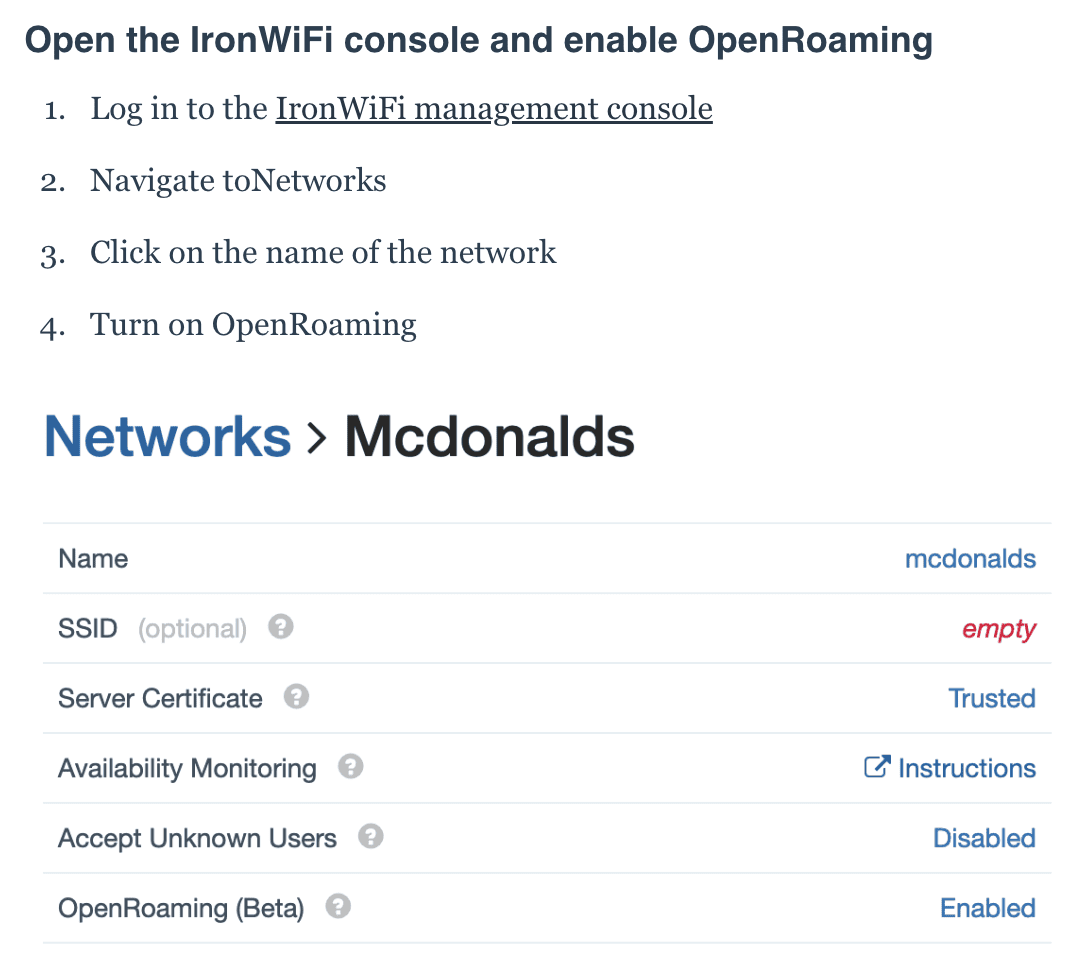 Open the IronWiFi console and enable OpenRoaming
1. Log in to the IronWiFi management console
2. Navigate toNetworks
3. Click on the name of the network
4. Turn on OpenRoaming
Networks > Mcdonalds
Name mcdonalds
SSID (optional) ? empty
Server Certificate ? Trusted
Availability Monitoring ? Instructions
Accept Unknown Users ? Disabled
OpenRoaming (Beta) ? Enabled